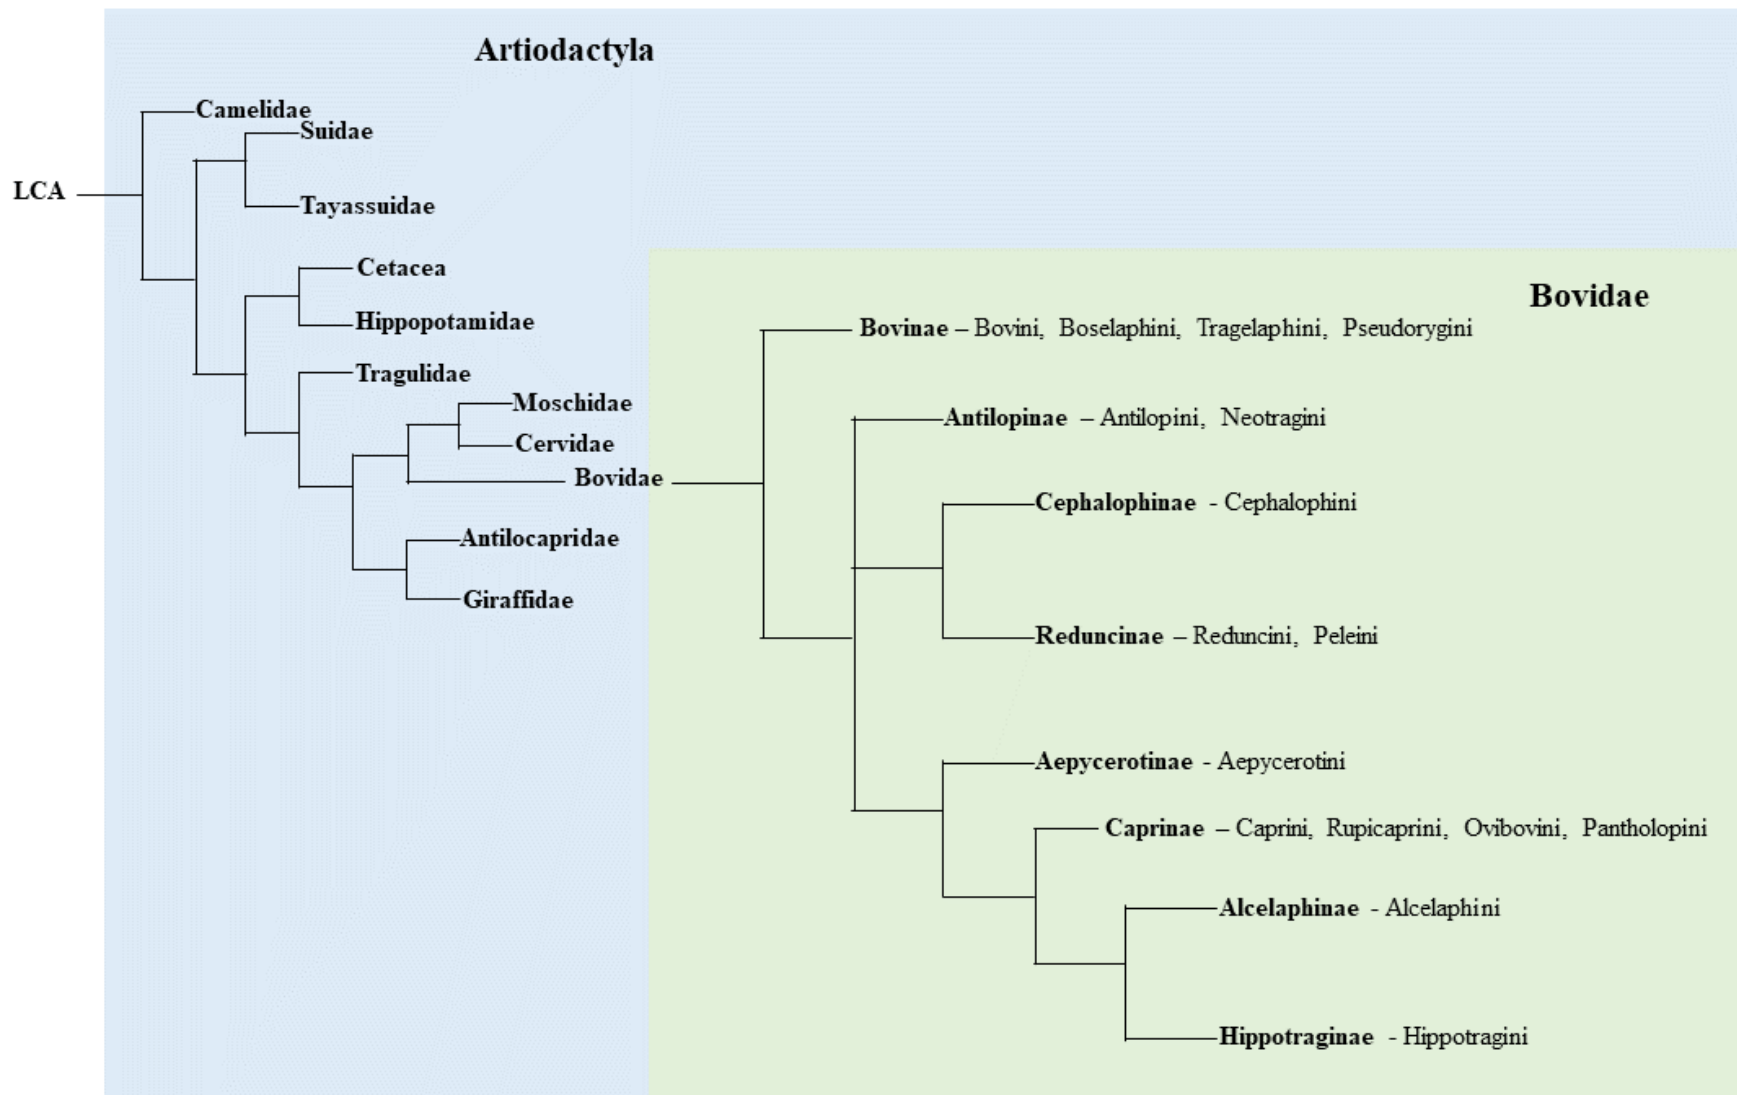 Artiodactyla
Camelidae
Suidae
LCA
Tayassuidae
Cetacea
Hippopotamidae
Tragulidae
Moschidae
Cervidae
Bovidae
Antilocapridae
Giraffidae
Bovidae
Bovinae – Bovini, Boselaphini, Tragelaphini, Pseudorygini
Antilopinae – Antilopini, Neotragini
Cephalophinae - Cephalophini
Reduncinae – Reduncini, Peleini
Aepycerotinae - Aepycerotini
Caprinae – Caprini, Rupicaprini, Ovibovini, Pantholopini
Alcelaphinae - Alcelaphini
Hippotraginae - Hippotragini